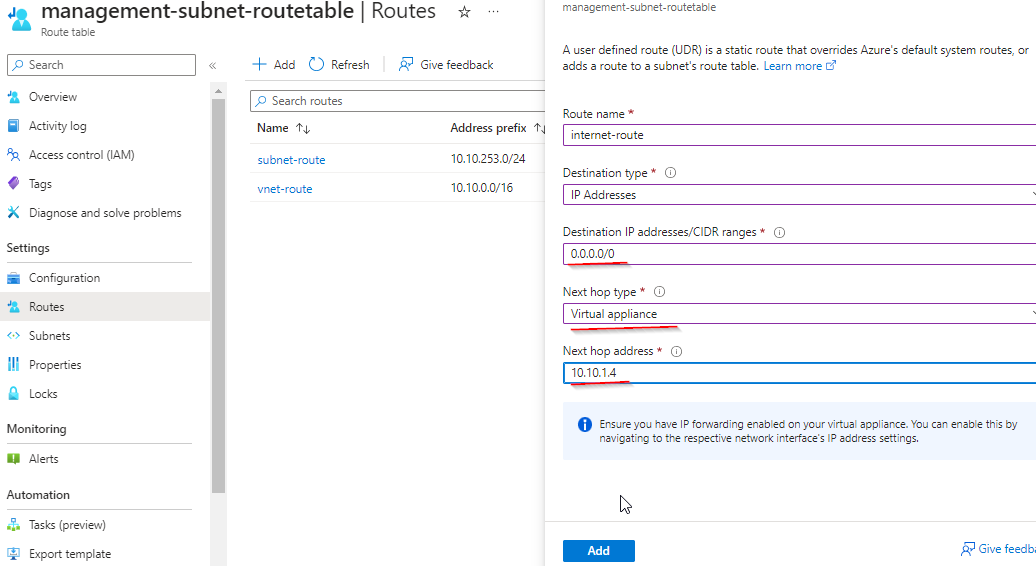 management-subnet-routetable | Routes
Route table
Search
Overview
Activity log
Access control (IAM)
Tags
Diagnose and solve problems
Settings
Configuration
Routes
Subnets
Properties
Locks
Monitoring
Alerts
Automation
Tasks (preview)
Export template
Add Refresh Give feedback
Search routes
Name Address prefix
subnet-route 10.10.253.0/24
vnet-route 10.10.0.0/16
management-subnet-routetable
A user defined route (UDR) is a static route that overrides Azure's default system routes, or
adds a route to a subnet's route table. Learn more
Route name *
internet-route
Destination type *
IP Addresses
Destination IP addresses/CIDR ranges *
0.0.0.0/0
Next hop type *
Virtual appliance
Next hop address *
10.10.1.4
Ensure you have IP forwarding enabled on your virtual appliance. You can enable this by
navigating to the respective network interface's IP address settings.
Add
Give feedba